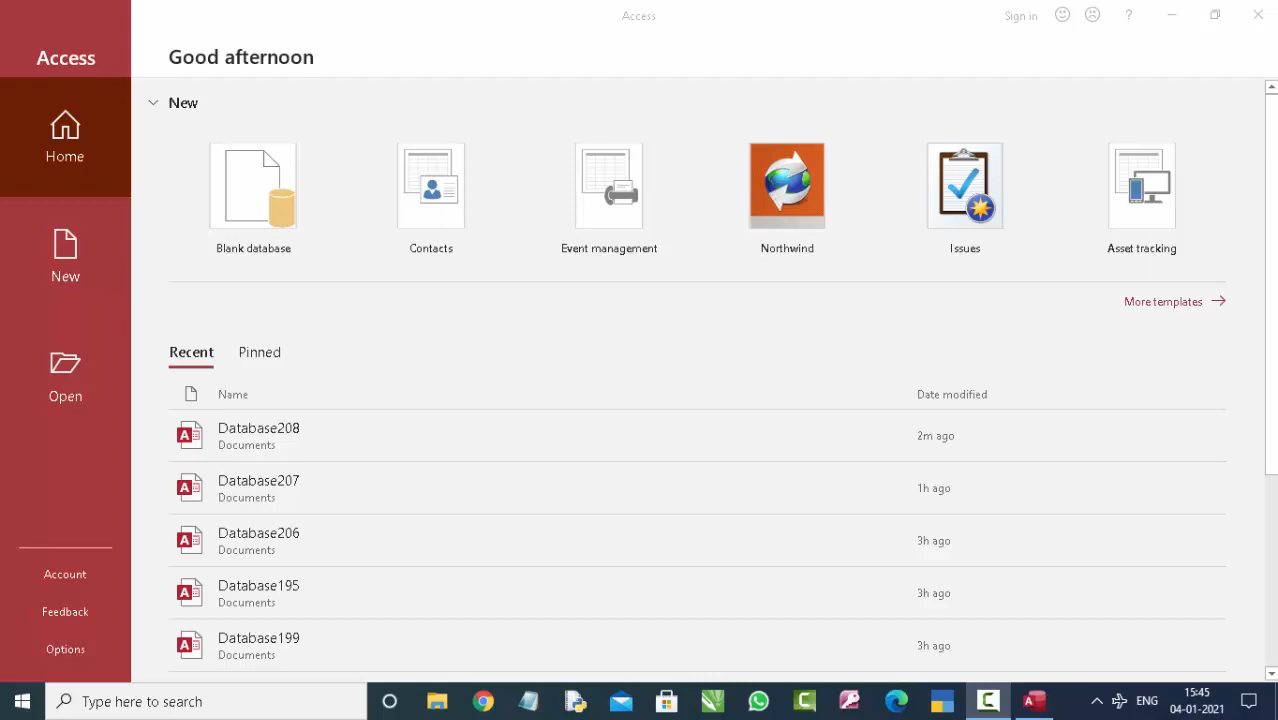 Access
Sign in
?
Access
Good afternoon
Home
New
Open
Account
Feedback
Options
New
Blank database
Contacts
Event management
Northwind
Issues
Asset tracking
More templates
Recent Pinned
Name Date modified
Database208
Documents
2m ago
Database207
Documents
1h ago
Database206
Documents
3h ago
Database195
Documents
3h ago
Database199
Documents
3h ago
Type here to search
ENG
15:45
04-01-2021